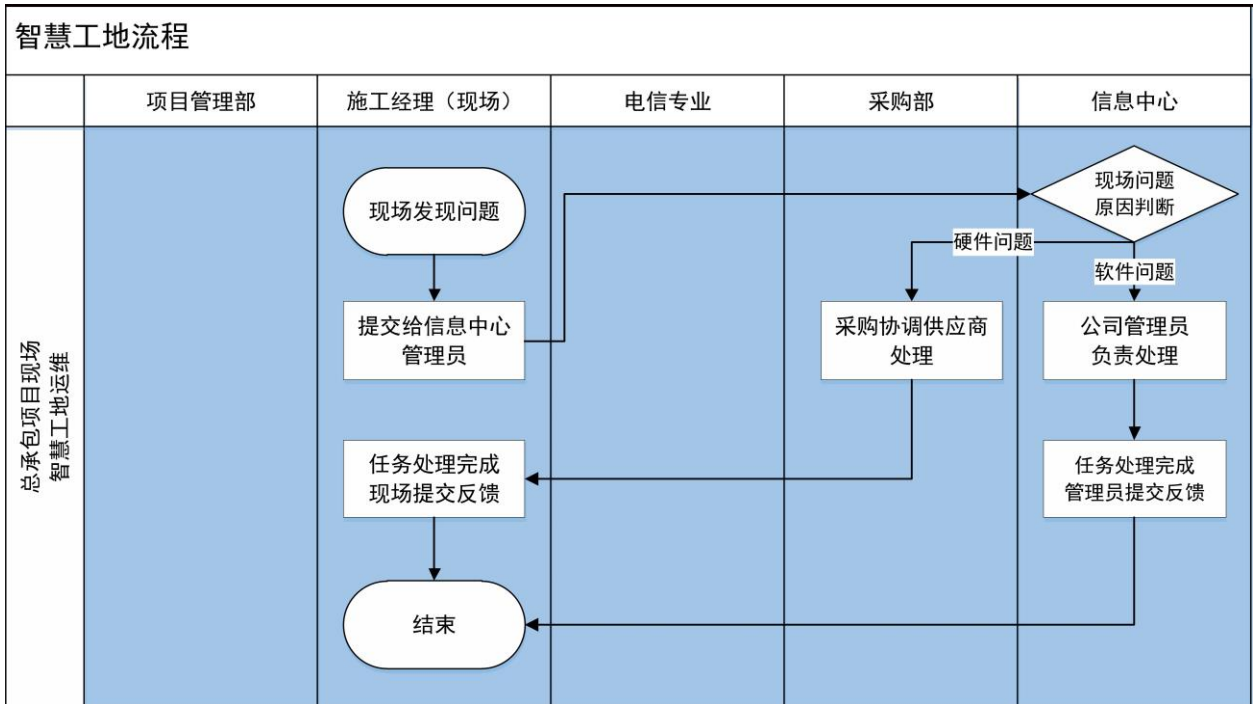 智慧工地流程
项目管理部
施工经理（现场）
电信专业
采购部
信息中心
总承包项目现场
智慧工地运维
现场发现问题
现场问题
原因判断
硬件问题
软件问题
提交给信息中心
管理员
采购协调供应商
处理
公司管理员
负责处理
任务处理完成
现场提交反馈
任务处理完成
管理员提交反馈
结束